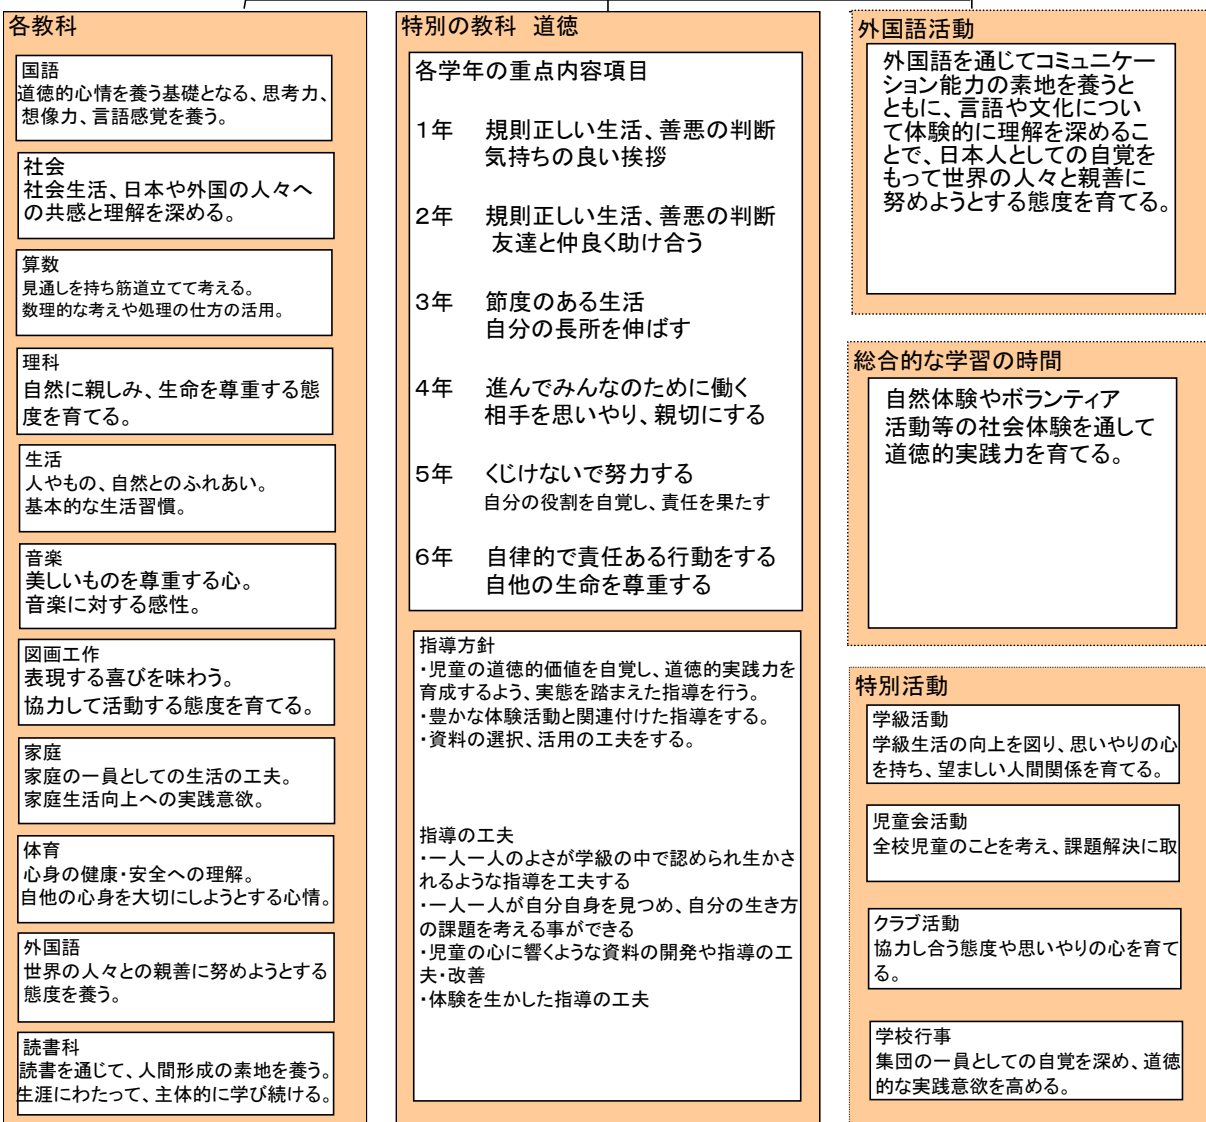 各教科
国語
道徳的心情を養う基礎となる、思考力、
想像力、言語感覚を養う。
社会
社会生活、日本や外国の人々へ
の共感と理解を深める。
算数
見通しを持ち筋道立てて考える。
数理的な考えや処理の仕方の活用。
理科
自然に親しみ、生命を尊重する態
度を育てる。
生活
人やもの、自然とのふれあい。
基本的な生活習慣。
音楽
美しいものを尊重する心。
音楽に対する感性。
図画工作
表現する喜びを味わう。
協力して活動する態度を育てる。
家庭
家庭の一員としての生活の工夫。
家庭生活向上への実践意欲。
体育
心身の健康・安全への理解。
自他の心身を大切にしようとする心情。
外国語
世界の人々との親善に努めようとする
態度を養う。
読書科
読書を通じて、人間形成の素地を養う。
生涯にわたって、主体的に学び続ける。
特別の教科 道徳
各学年の重点内容項目
1年 規則正しい生活、善悪の判断
気持ちの良い挨拶
2年 規則正しい生活、善悪の判断
友達と仲良く助け合う
3年 節度のある生活
自分の長所を伸ばす
4年 進んでみんなのために働く
相手を思いやり、親切にする
5年 くじけないで努力する
自分の役割を自覚し、責任を果たす
6年 自律的で責任ある行動をする
自他の生命を尊重する
指導方針
・児童の道徳的価値を自覚し、道徳的実践力を
育成するよう、実態を踏まえた指導を行う。
・豊かな体験活動と関連付けた指導をする。
・資料の選択、活用の工夫をする。
指導の工夫
・一人一人のよさが学級の中で認められ生かさ
れるような指導を工夫する
・一人一人が自分自身を見つめ、自分の生き方
の課題を考える事ができる
・児童の心に響くような資料の開発や指導の工
夫・改善
・体験を生かした指導の工夫
外国語活動
外国語を通じてコミュニケー
ション能力の素地を養うと
ともに、言語や文化につい
て体験的に理解を深めるこ
とで、日本人としての自覚を
もって世界の人々と親善に
努めようとする態度を育てる。
総合的な学習の時間
自然体験やボランティア
活動等の社会体験を通して
道徳的実践力を育てる。
特別活動
学級活動
学級生活の向上を図り、思いやりの心
を持ち、望ましい人間関係を育てる。
児童会活動
全校児童のことを考え、課題解決に取
クラブ活動
協力し合う態度や思いやりの心を育て
る。
学校行事
集団の一員としての自覚を深め、道徳
的な実践意欲を高める。